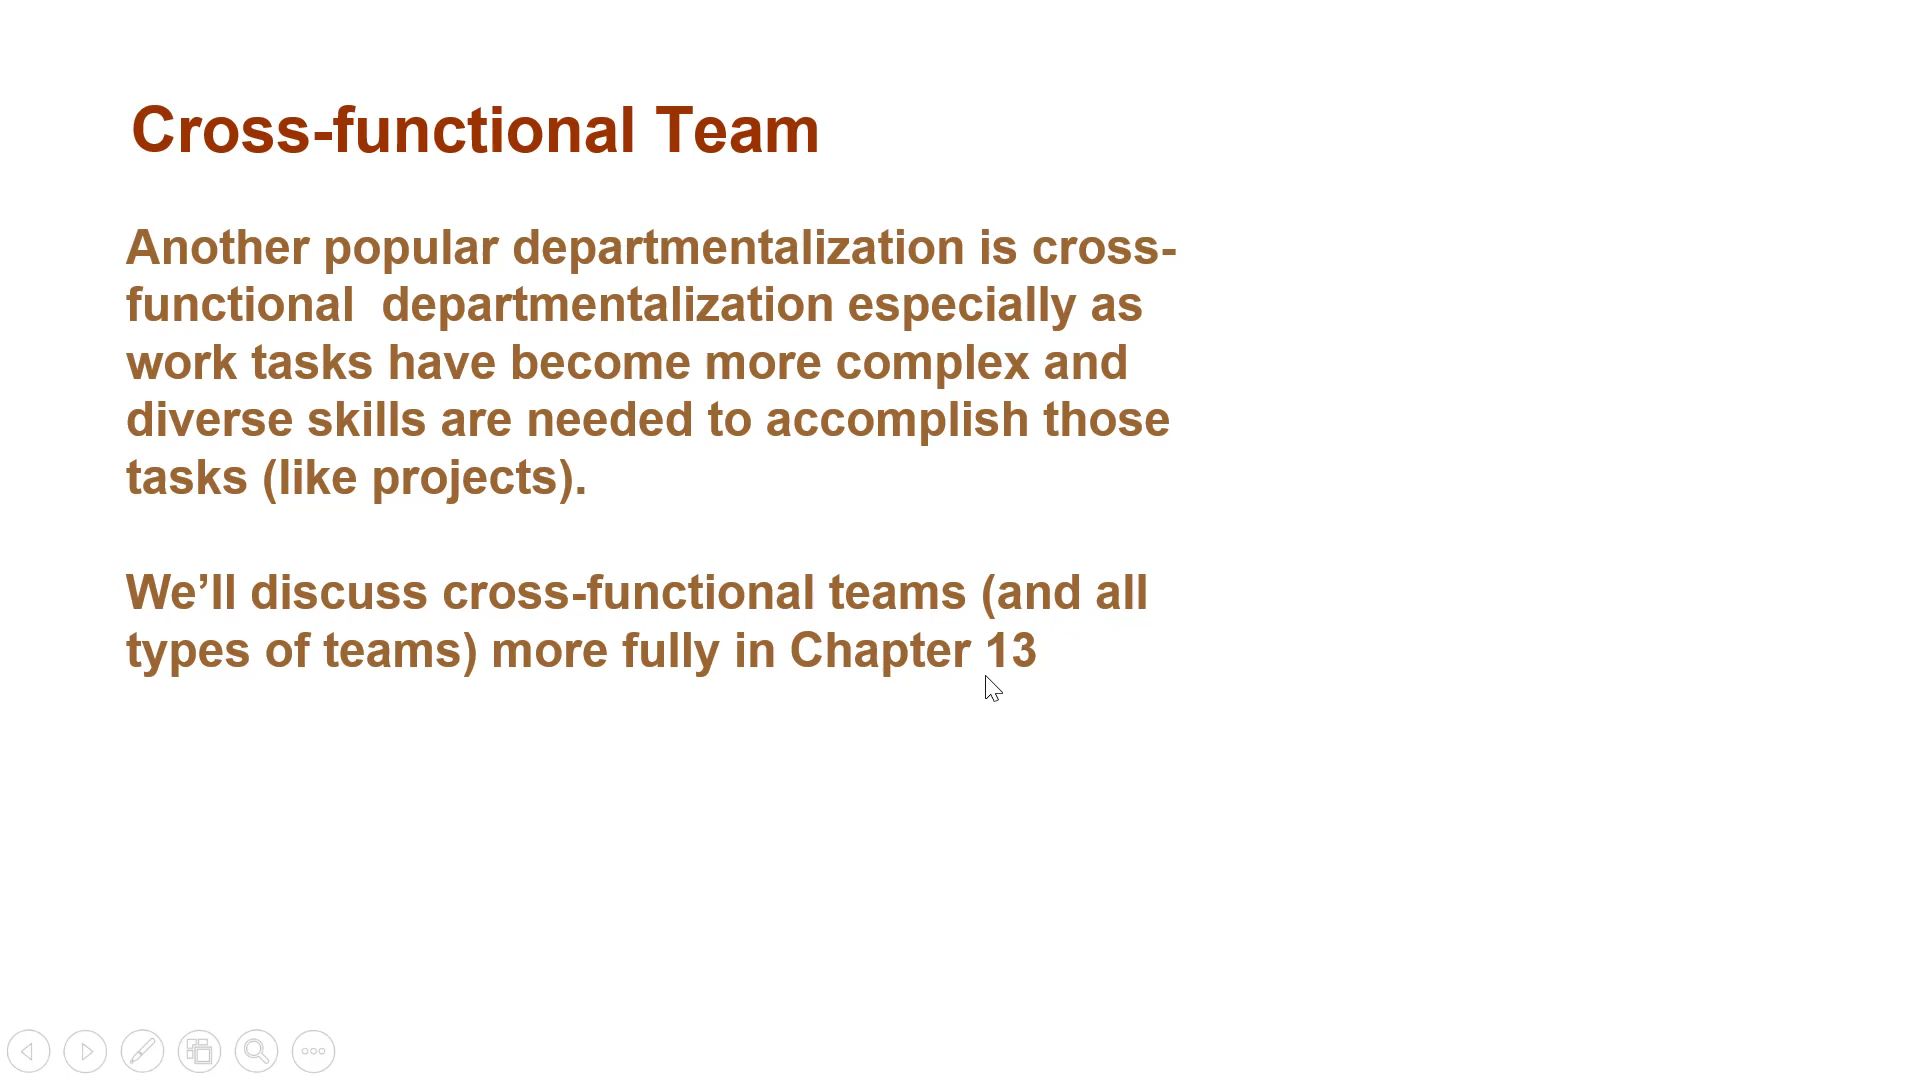 Cross-functional Team
Another popular departmentalization is cross-
functional  departmentalization especially as
work tasks have become more complex and
diverse skills are needed to accomplish those
tasks (like projects).
We’ll discuss cross-functional teams (and all
types of teams) more fully in Chapter 13